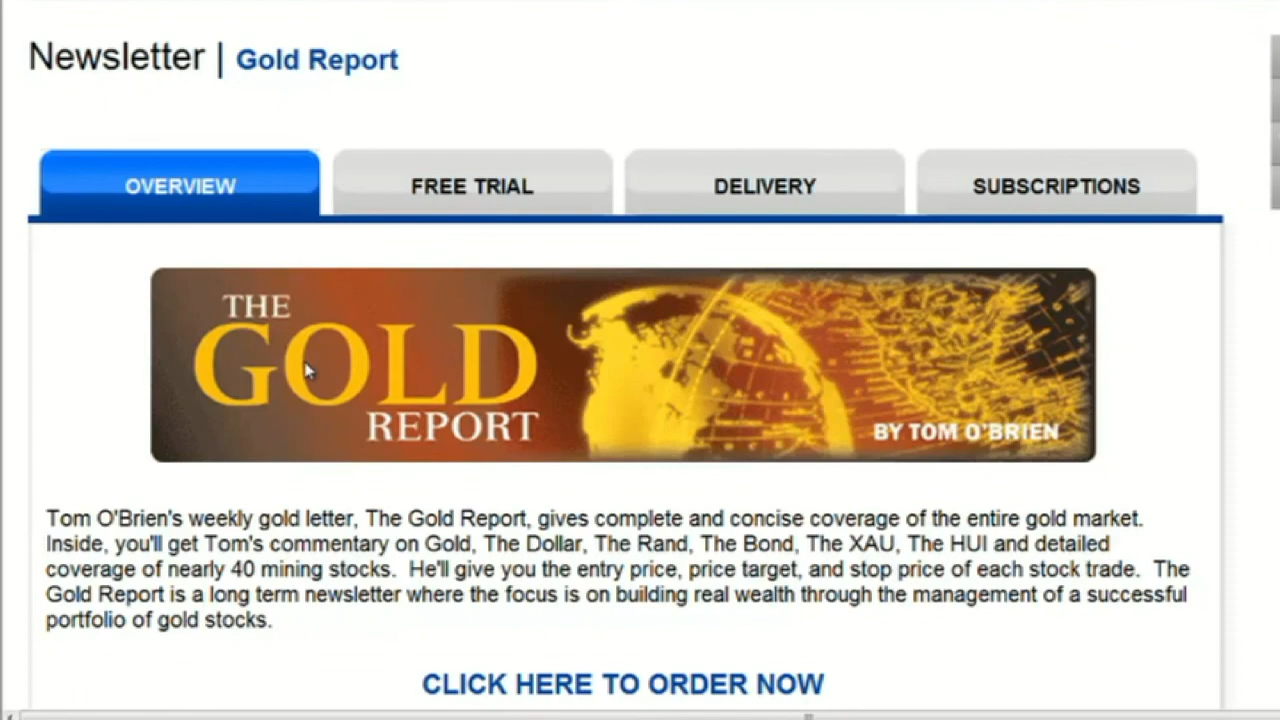 Newsletter | Gold Report
OVERVIEW
FREE TRIAL
DELIVERY
SUBSCRIPTIONS
THE
GOLD
REPORT
BY TOM O'BRIEN
Tom O'Brien's weekly gold letter, The Gold Report, gives complete and concise coverage of the entire gold market.
Inside, you'll get Tom's commentary on Gold, The Dollar, The Rand, The Bond, The XAU, The HUI and detailed
coverage of nearly 40 mining stocks.  He'll give you the entry price, price target, and stop price of each stock trade.  The
Gold Report is a long term newsletter where the focus is on building real wealth through the management of a successful
portfolio of gold stocks.
CLICK HERE TO ORDER NOW